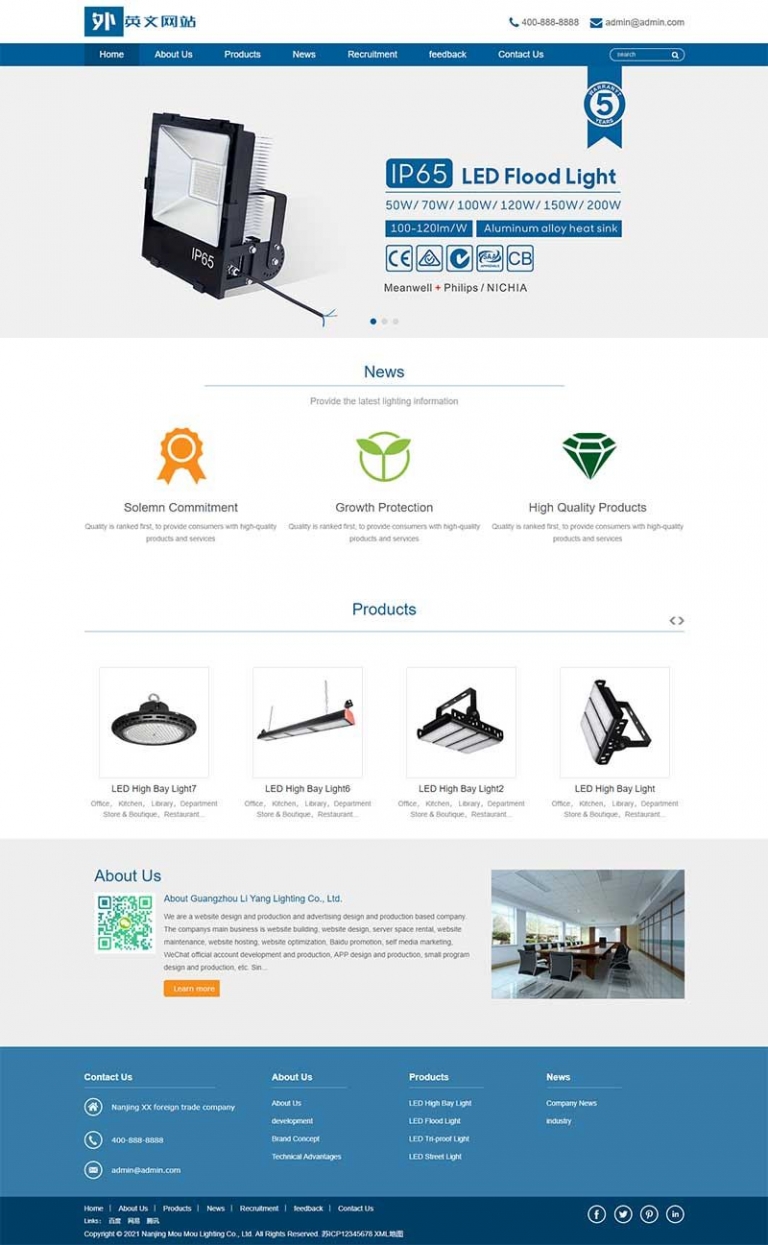 外 英文网站
400-888-8888 admin@admin.com
Home About Us Products News Recruitment feedback Contact Us search
WARRANTY
5
YEARS
IP65 LED Flood Light
50W/ 70W/ 100W/ 120W/ 150W/ 200W
100-120lm/W Aluminum alloy heat sink
CE CB
Meanwell + Philips / NICHIA
IP65
News
Provide the latest lighting information
Solemn Commitment Growth Protection High Quality Products
Quality is ranked first, to provide consumers with high-quality Quality is ranked first, to provide consumers with high-quality Quality is ranked first, to provide consumers with high-quality
products and services products and services products and services
Products
< >
LED High Bay Light7 LED High Bay Light6 LED High Bay Light2 LED High Bay Light
Office， Kitchen， Library，Department Office， Kitchen， Library，Department Office， Kitchen， Library，Department Office， Kitchen， Library，Department
Store & Boutique，Restaurant... Store & Boutique，Restaurant... Store & Boutique，Restaurant... Store & Boutique，Restaurant...
About Us
About Guangzhou Li Yang Lighting Co., Ltd.
We are a website design and production and advertising design and production based company.
The companys main business is website building, website design, server space rental, website
maintenance, website hosting, website optimization, Baidu promotion, self media marketing,
WeChat official account development and production, APP design and production, small program
design and production, etc. Sin...
Learn more
Contact Us About Us Products News
Nanjing XX foreign trade company About Us LED High Bay Light Company News
development LED Flood Light industry
400-888-8888 Brand Concept LED Tri-proof Light
Technical Advantages LED Street Light
admin@admin.com
Home | About Us | Products | News | Recruitment | feedback | Contact Us
Links： 百度 网易 腾讯
Copyright © 2021 Nanjing Mou Mou Lighting Co., Ltd. All Rights Reserved. 苏ICP12345678 XML地图